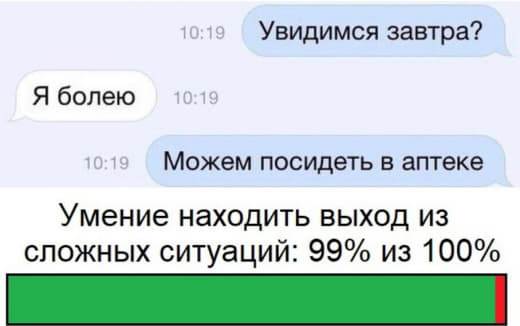 10:19 Увидимся завтра?
Я болею 10:19
10:19 Можем посидеть в аптеке
Умение находить выход из
сложных ситуаций: 99% из 100%